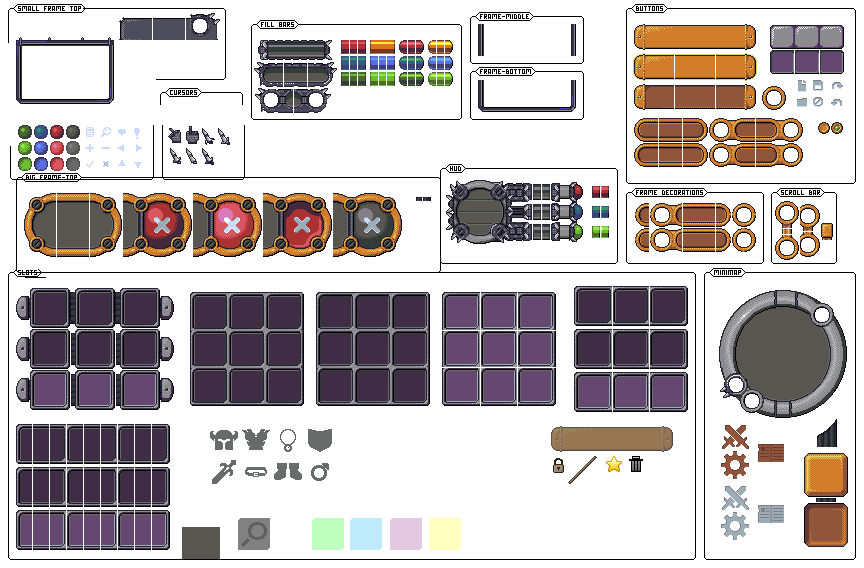 SMALL FRAME TOP
FILL BARS
FRAME-MIDDLE
BUTTONS
FRAME-BOTTOM
CURSORS
BIG FRAME-TOP
HUD
FRAME DECORATIONS
SCROLL BAR
SLOTS
MINIMAP